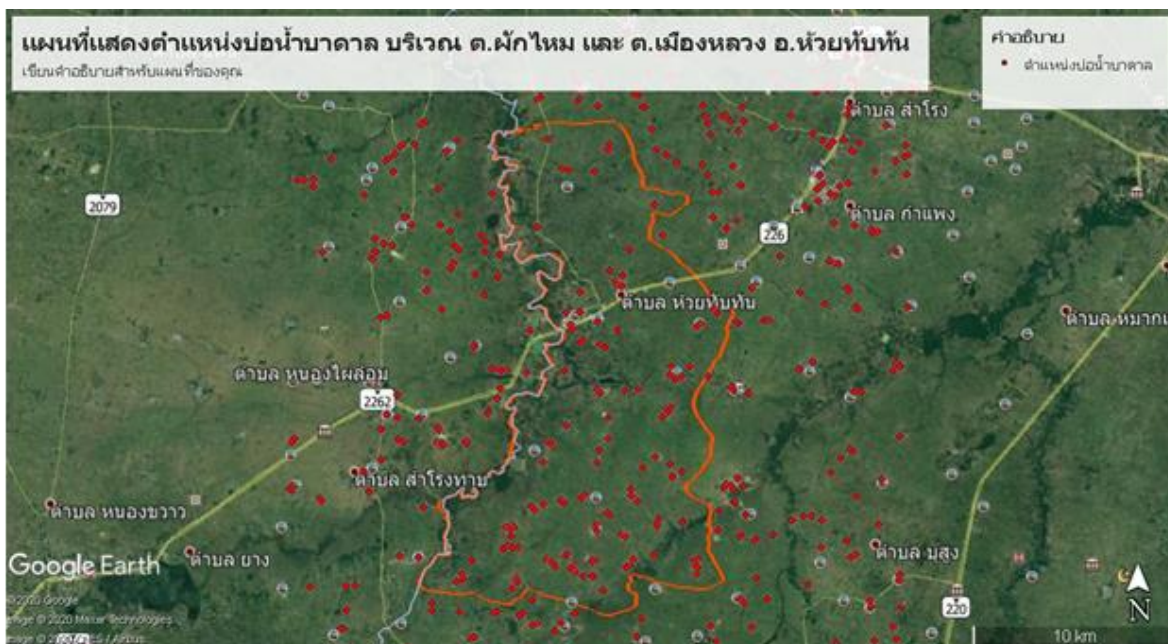 แผนที่แสดงตำแหน่งบ่อน้ำบาดาล บริเวณ ต.ผักไหม และ ต.เมืองหลวง อ.ห้วยทับทัน
เขียนคำอธิบายสำหรับแผนที่ของคุณ
คำอธิบาย
ตำแหน่งบ่อน้ำบาดาล
ตำบล สำโรง
2079
ตำบล กำแพง
226
ตำบล ห้วยทับทัน
ตำบล หมากเ
ตำบล หนองไผ่ล้อม
2262
ตำบล สำโรงทาบ
ตำบล หนองขวาว
ตำบล ยาง
ตำบล บุสูง
Google Earth
©2020 Google
Image © 2020 Maxar Technologies
220
N
10 km